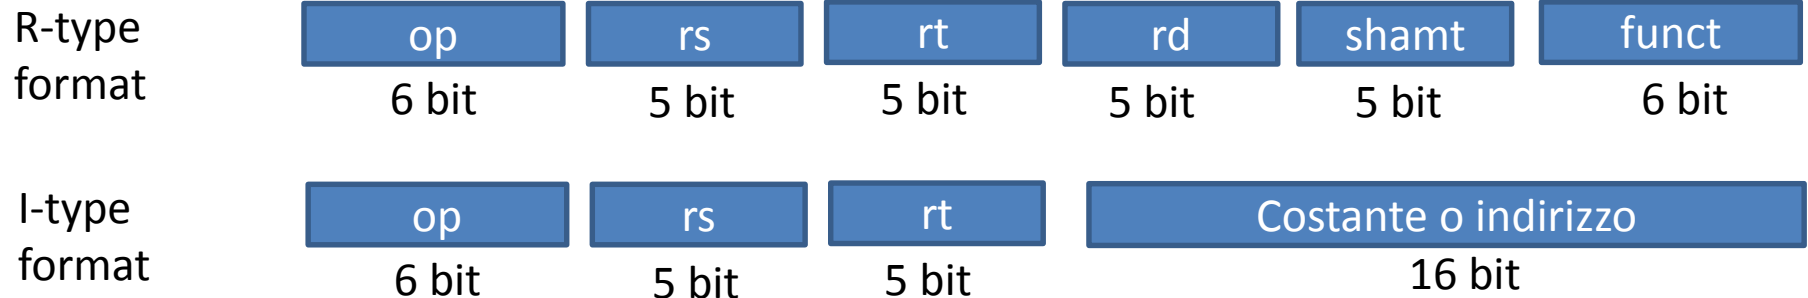 R-type
format
op rs rt rd shamt funct
6 bit 5 bit 5 bit 5 bit 5 bit 6 bit
I-type
format
op rs rt Costante o indirizzo
6 bit 5 bit 5 bit 16 bit